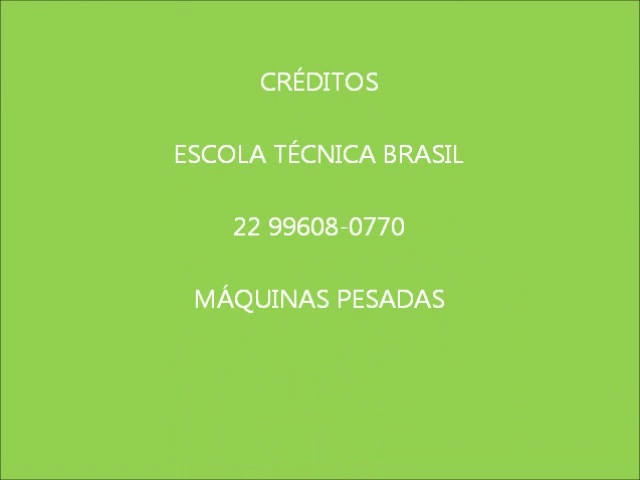 CRÉDITOS
ESCOLA TÉCNICA BRASIL
22 99608-0770
MÁQUINAS PESADAS